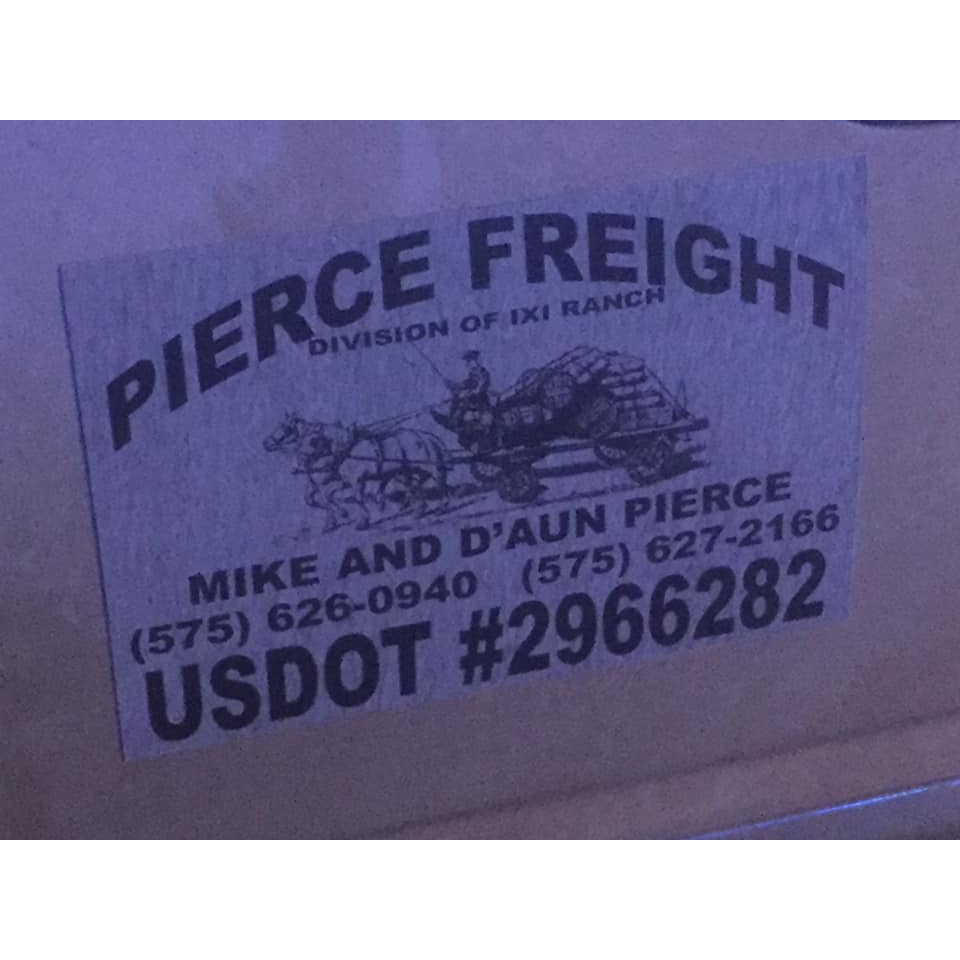 PIERCE FREIGHT
DIVISION OF IXI RANCH
MIKE AND D'AUN PIERCE
(575) 626-0940 (575) 627-2166
USDOT #2966282